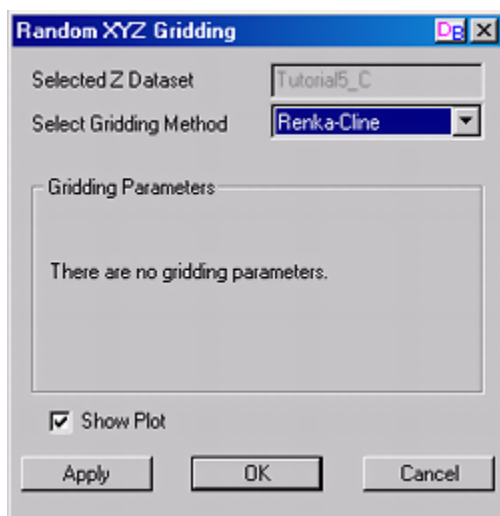 Random XYZ Gridding DB
Selected Z Dataset Tutorial5_C
Select Gridding Method Renka-Cline
Gridding Parameters
There are no gridding parameters.
Show Plot
Apply OK Cancel